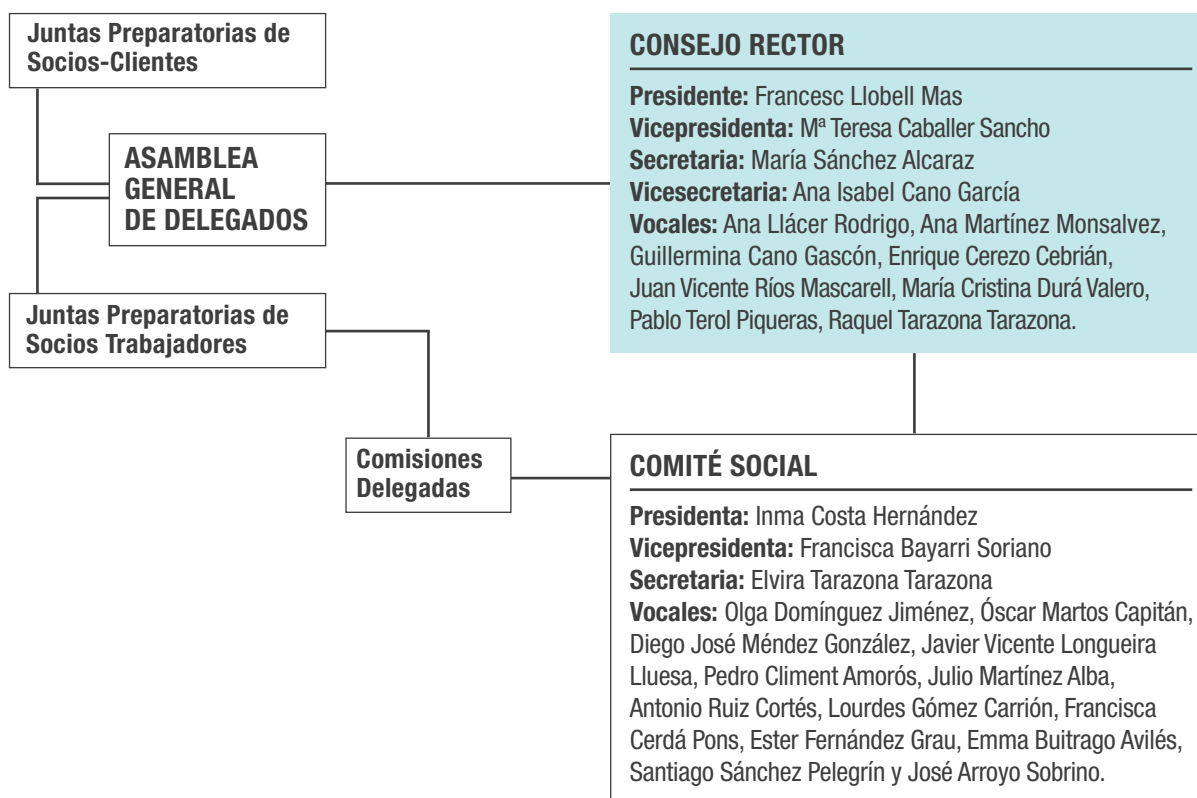 Juntas Preparatorias de
Socios-Clientes
ASAMBLEA
GENERAL
DE DELEGADOS
Juntas Preparatorias de
Socios Trabajadores
Comisiones
Delegadas
CONSEJO RECTOR
Presidente: Francesc Llobell Mas
Vicepresidenta: Mª Teresa Caballer Sancho
Secretaria: María Sánchez Alcaraz
Vicesecretaria: Ana Isabel Cano García
Vocales: Ana Llácer Rodrigo, Ana Martínez Monsalvez,
Guillermina Cano Gascón, Enrique Cerezo Cebrián,
Juan Vicente Ríos Mascarell, María Cristina Durá Valero,
Pablo Terol Piqueras, Raquel Tarazona Tarazona.
COMITÉ SOCIAL
Presidenta: Inma Costa Hernández
Vicepresidenta: Francisca Bayarri Soriano
Secretaria: Elvira Tarazona Tarazona
Vocales: Olga Domínguez Jiménez, Óscar Martos Capitán,
Diego José Méndez González, Javier Vicente Longueira
Lluesa, Pedro Climent Amorós, Julio Martínez Alba,
Antonio Ruiz Cortés, Lourdes Gómez Carrión, Francisca
Cerdá Pons, Ester Fernández Grau, Emma Buitrago Avilés,
Santiago Sánchez Pelegrín y José Arroyo Sobrino.